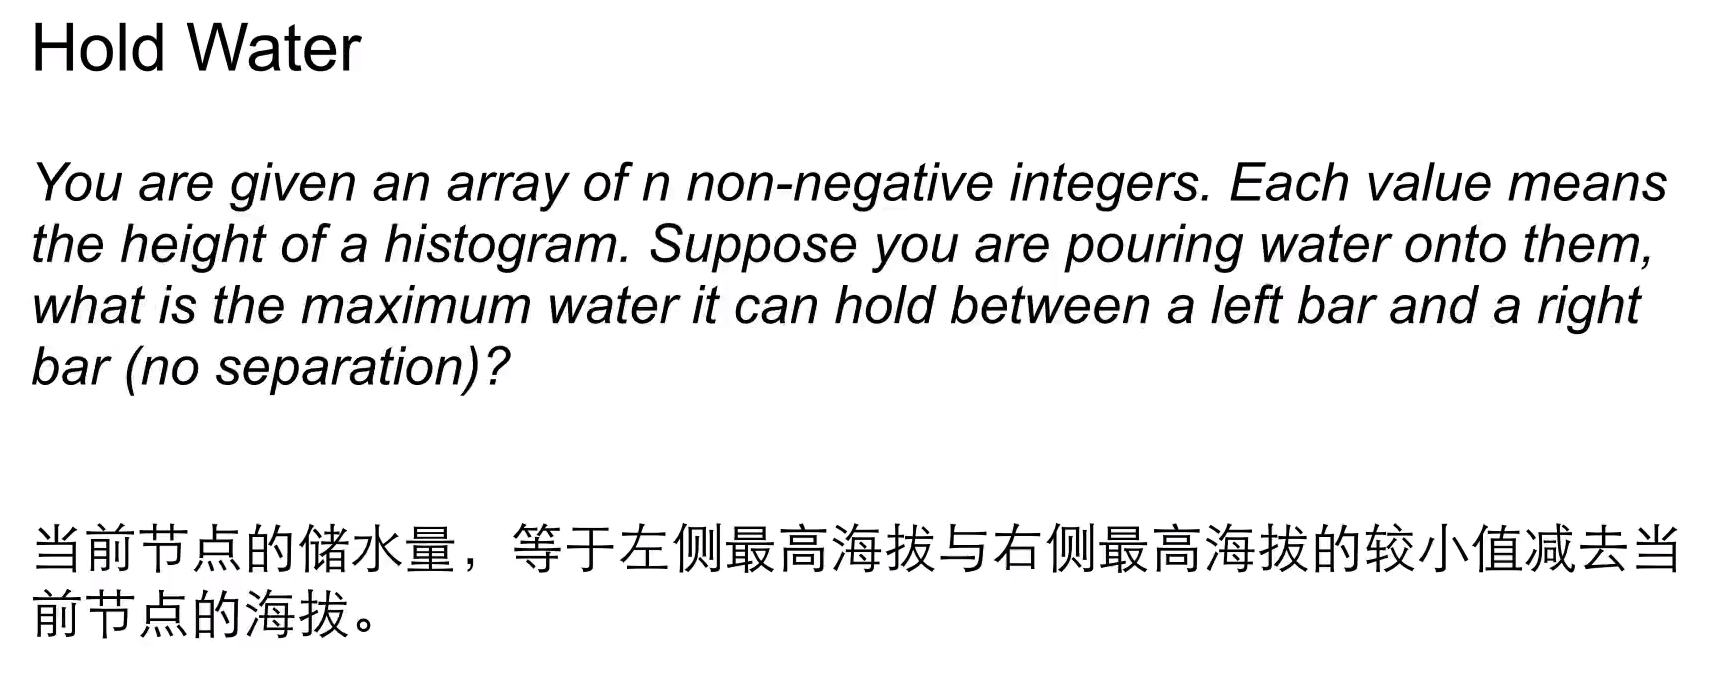 Hold Water
You are given an array of n non-negative integers. Each value means
the height of a histogram. Suppose you are pouring water onto them,
what is the maximum water it can hold between a left bar and a right
bar (no separation)?
当前节点的储水量，等于左侧最高海拔与右侧最高海拔的较小值减去当
前节点的海拔。